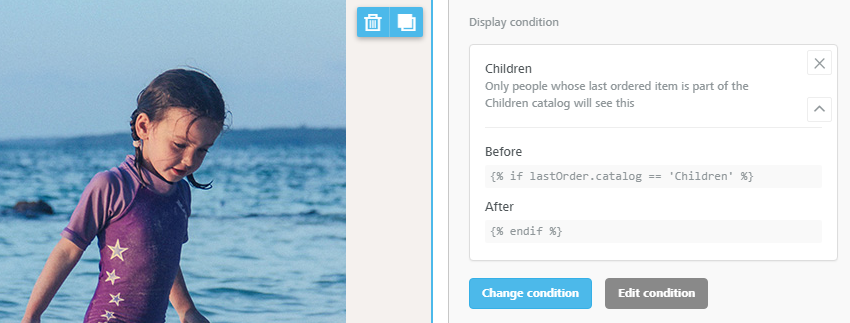 Display condition
Children
Only people whose last ordered item is part of the
Children catalog will see this
Before
{% if lastOrder.catalog == 'Children' %}
After
{% endif %}
Change condition
Edit condition